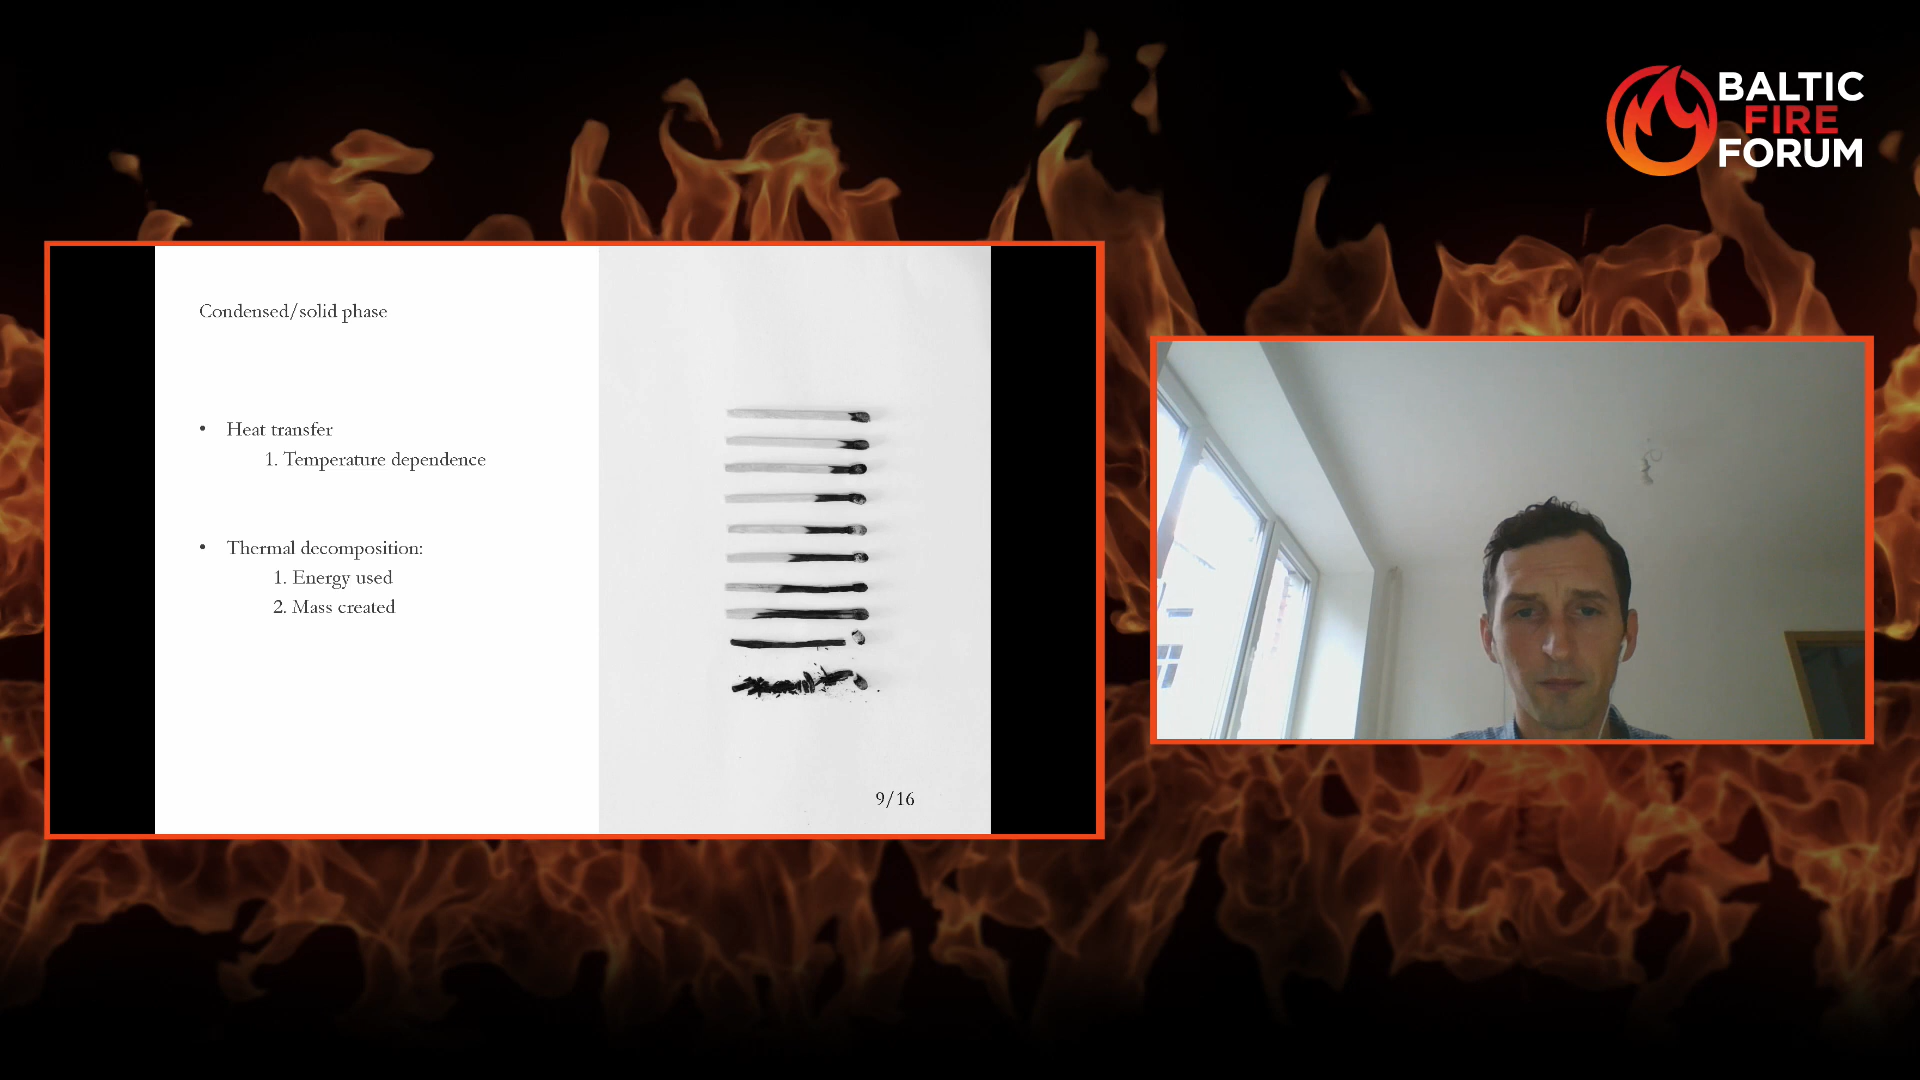 BALTIC
FIRE
FORUM
Condensed/solid phase
• Heat transfer
1. Temperature dependence
• Thermal decomposition:
1. Energy used
2. Mass created
9/16